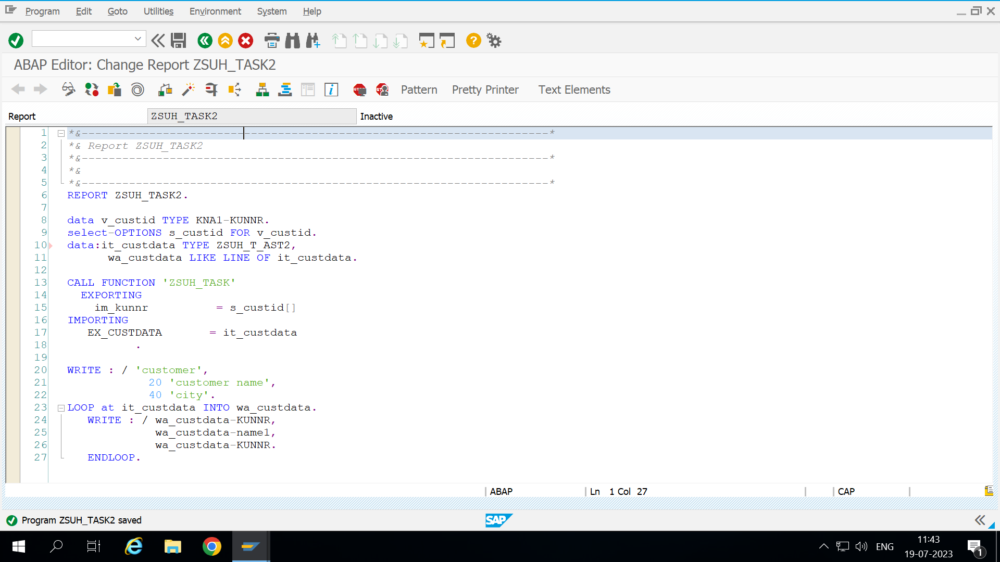 Program Edit Goto Utilities Environment System Help
ABAP Editor: Change Report ZSUH_TASK2
Pattern Pretty Printer Text Elements
Report ZSUH_TASK2 Inactive
1 *&---------------------------------------------------------------------*
2 *& Report ZSUH_TASK2
3 *&---------------------------------------------------------------------*
4 *&
5 *&---------------------------------------------------------------------*
6 REPORT ZSUH_TASK2.
7
8 data v_custid TYPE KNA1-KUNNR.
9 select-OPTIONS s_custid FOR v_custid.
10 data:it_custdata TYPE ZSUH_T_AST2,
11 wa_custdata LIKE LINE OF it_custdata.
12
13 CALL FUNCTION 'ZSUH_TASK'
14 EXPORTING
15 im_kunnr = s_custid[]
16 IMPORTING
17 EX_CUSTDATA = it_custdata
18 .
19
20 WRITE : / 'customer',
21 20 'customer name',
22 40 'city'.
23 LOOP at it_custdata INTO wa_custdata.
24 WRITE : / wa_custdata-KUNNR,
25 wa_custdata-name1,
26 wa_custdata-KUNNR.
27 ENDLOOP.
ABAP Ln 1 Col 27 CAP
Program ZSUH_TASK2 saved
SAP
ENG
11:43
19-07-2023
1